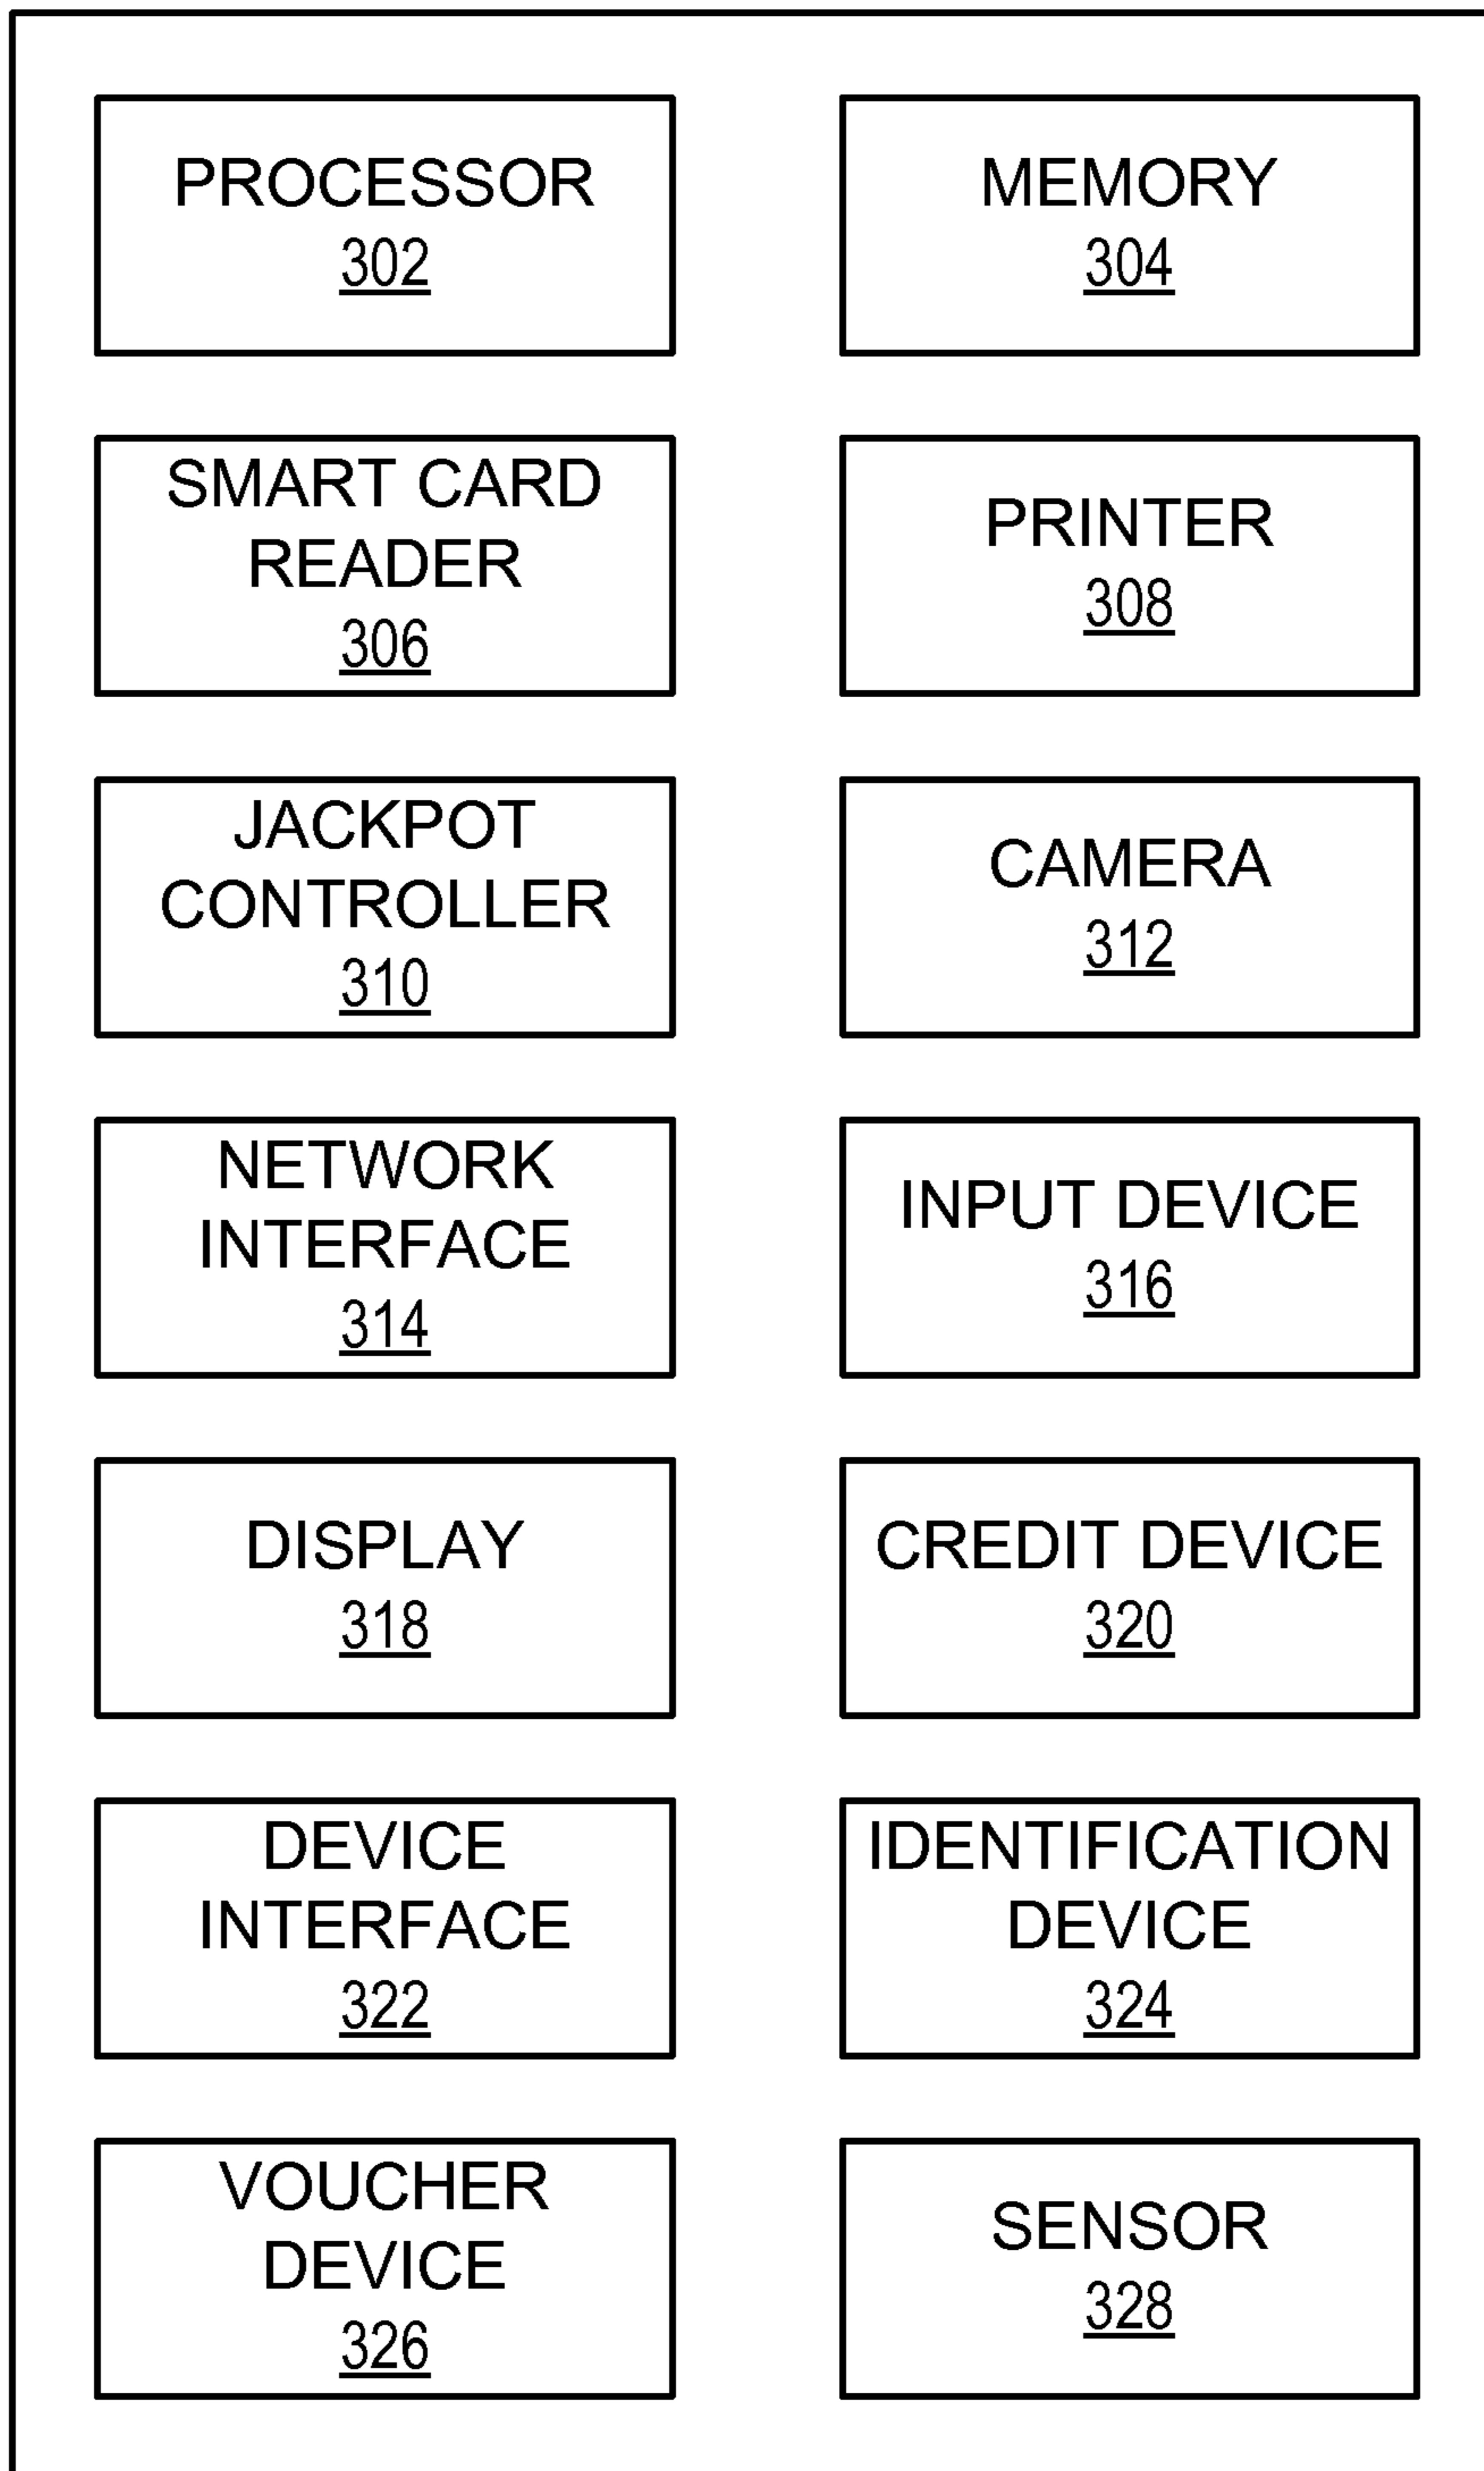 PROCESSOR
302
MEMORY
304
SMART CARD
READER
306
PRINTER
308
JACKPOT
CONTROLLER
310
CAMERA
312
NETWORK
INTERFACE
314
INPUT DEVICE
316
DISPLAY
318
CREDIT DEVICE
320
DEVICE
INTERFACE
322
IDENTIFICATION
DEVICE
324
VOUCHER
DEVICE
326
SENSOR
328